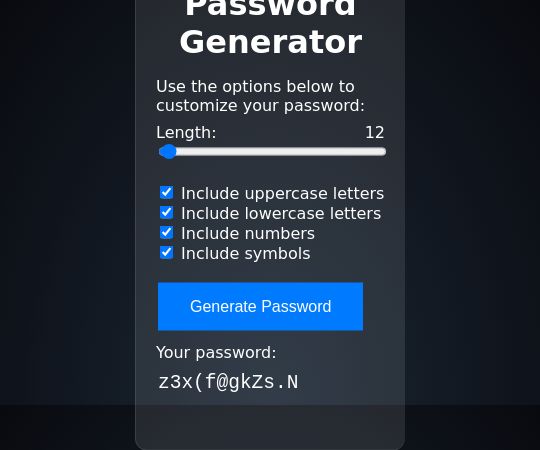 Password
Generator
Use the options below to
customize your password:
Length: 12
Include uppercase letters
Include lowercase letters
Include numbers
Include symbols
Generate Password
Your password:
z3x(f@gkZs.N